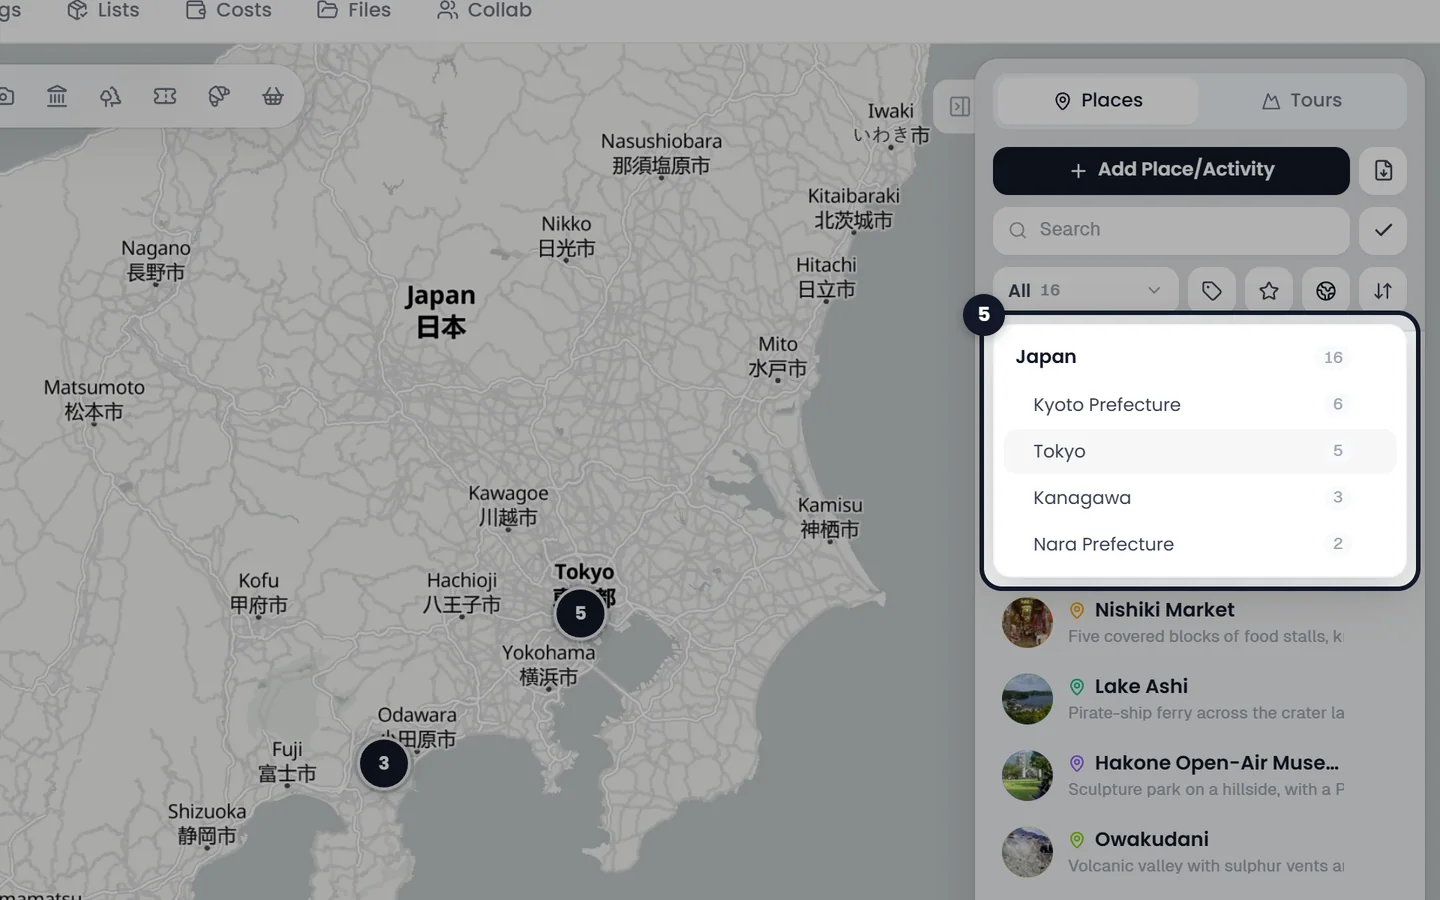 gs
Lists
Costs
Files
Collab
Iwaki
いわき市
Nasushiobara
那須塩原市
Kitaibaraki
北茨城市
Nikko
日光市
Nagano
長野市
Hitachi
日立市
Japan
日本
Mito
水戸市
Matsumoto
松本市
Kawagoe
川越市
Kamisu
神栖市
Tokyo
Kofu
甲府市
Hachioji
八王子市
5
Yokohama
横浜市
Odawara
小田原市
Fuji
富士市
3
Shizuoka
静岡市
mamatsu
Places
Tours
+ Add Place/Activity
Search
All 16
5
Japan 16
Kyoto Prefecture 6
Tokyo 5
Kanagawa 3
Nara Prefecture 2
Nishiki Market
Five covered blocks of food stalls, k
Lake Ashi
Pirate-ship ferry across the crater la
Hakone Open-Air Muse...
Sculpture park on a hillside, with a P
Owakudani
Volcanic valley with sulphur vents a